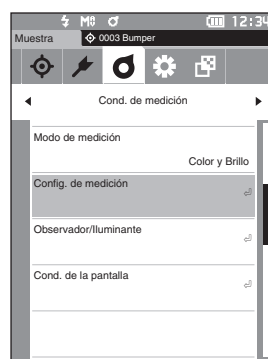 M 12:34
Muestra 0003 Bumper
Cond. de medición
Modo de medición
Color y Brillo
Config. de medición
Observador/Iluminante
Cond. de la pantalla